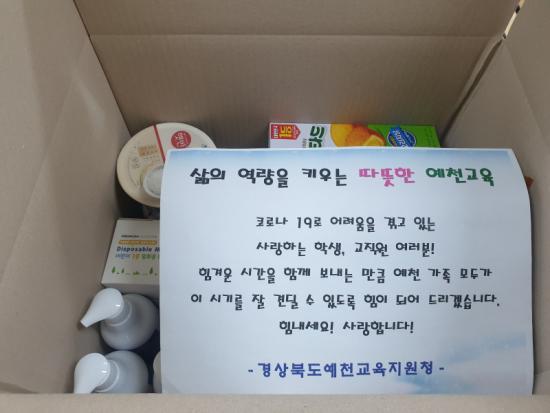 삶의 역량을 키우는 따뜻한 예천교육
코로나 19로 어려움을 겪고 있는
사랑하는 학생, 교직원 여러분!
힘겨운 시간을 함께 보내는 만큼 예천 가족 모두가
이 시기를 잘 견딜 수 있도록 힘이 되어 드리겠습니다.
힘내세요! 사랑합니다!
- 경상북도예천교육지원청 -
Disposable